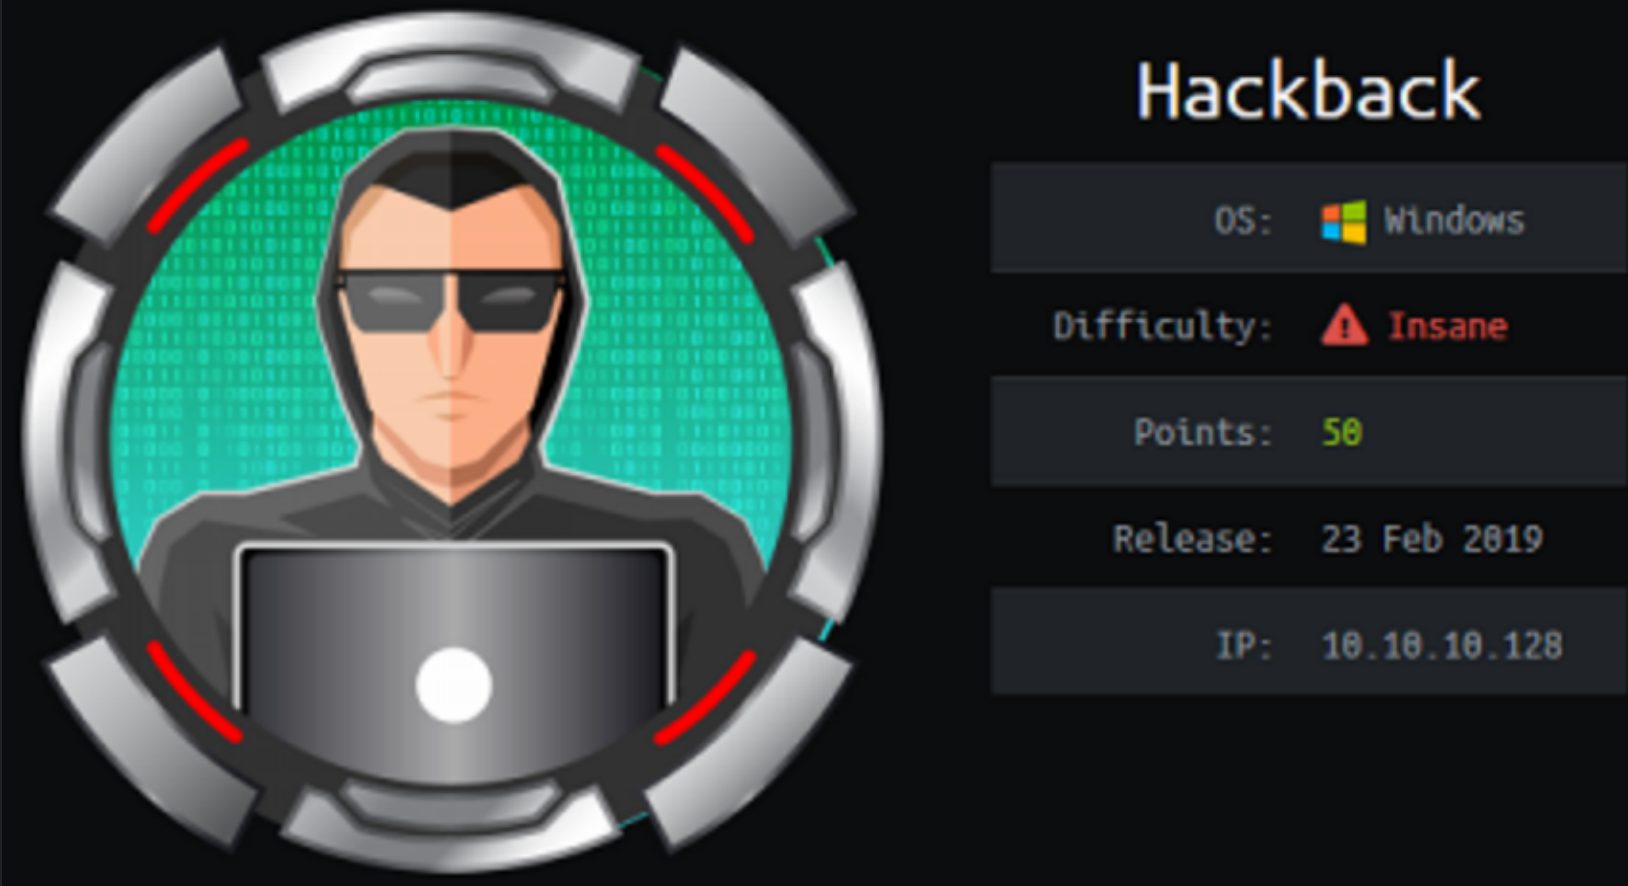 Hackback
OS: Windows
Difficulty: Insane
Points: 50
Release: 23 Feb 2019
IP: 10.10.10.128